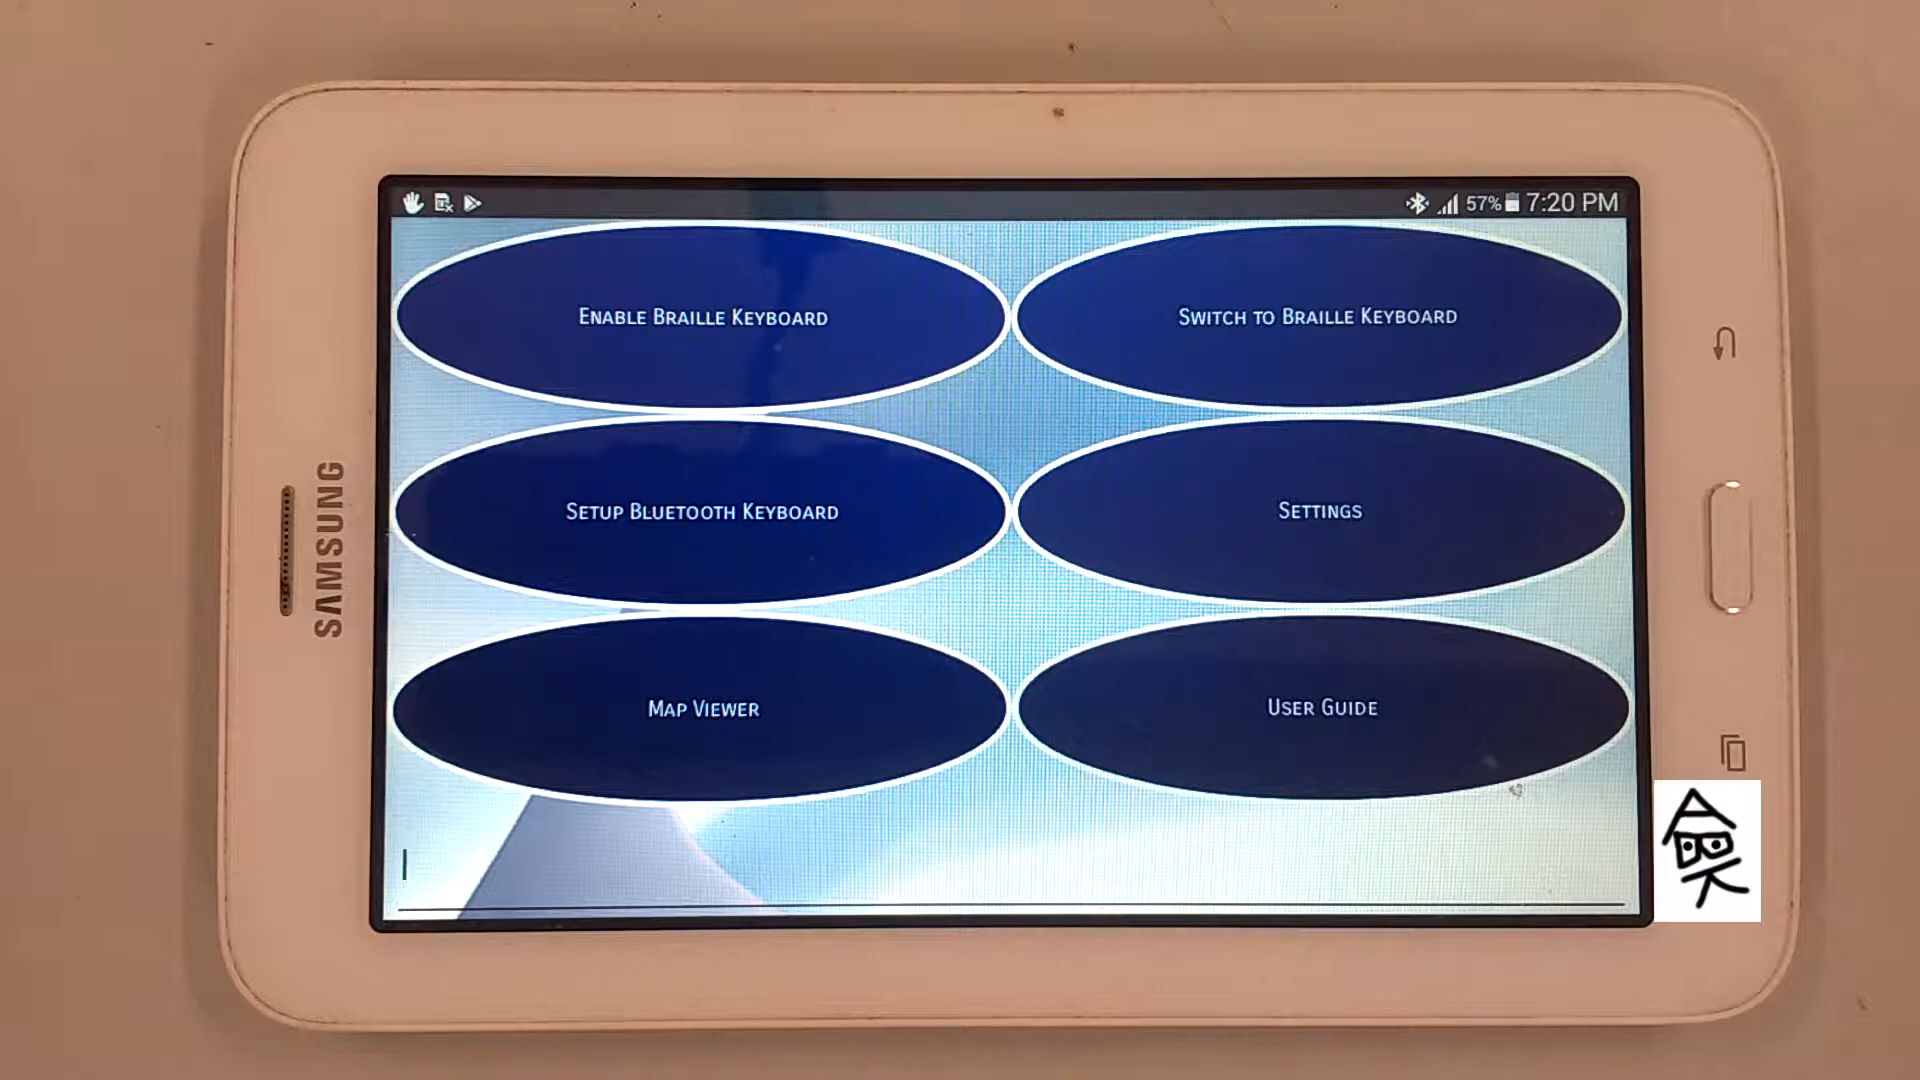 57% 7:20 PM
Enable Braille Keyboard
Switch to Braille Keyboard
Setup Bluetooth Keyboard
Settings
Map Viewer
User Guide
SAMSUNG